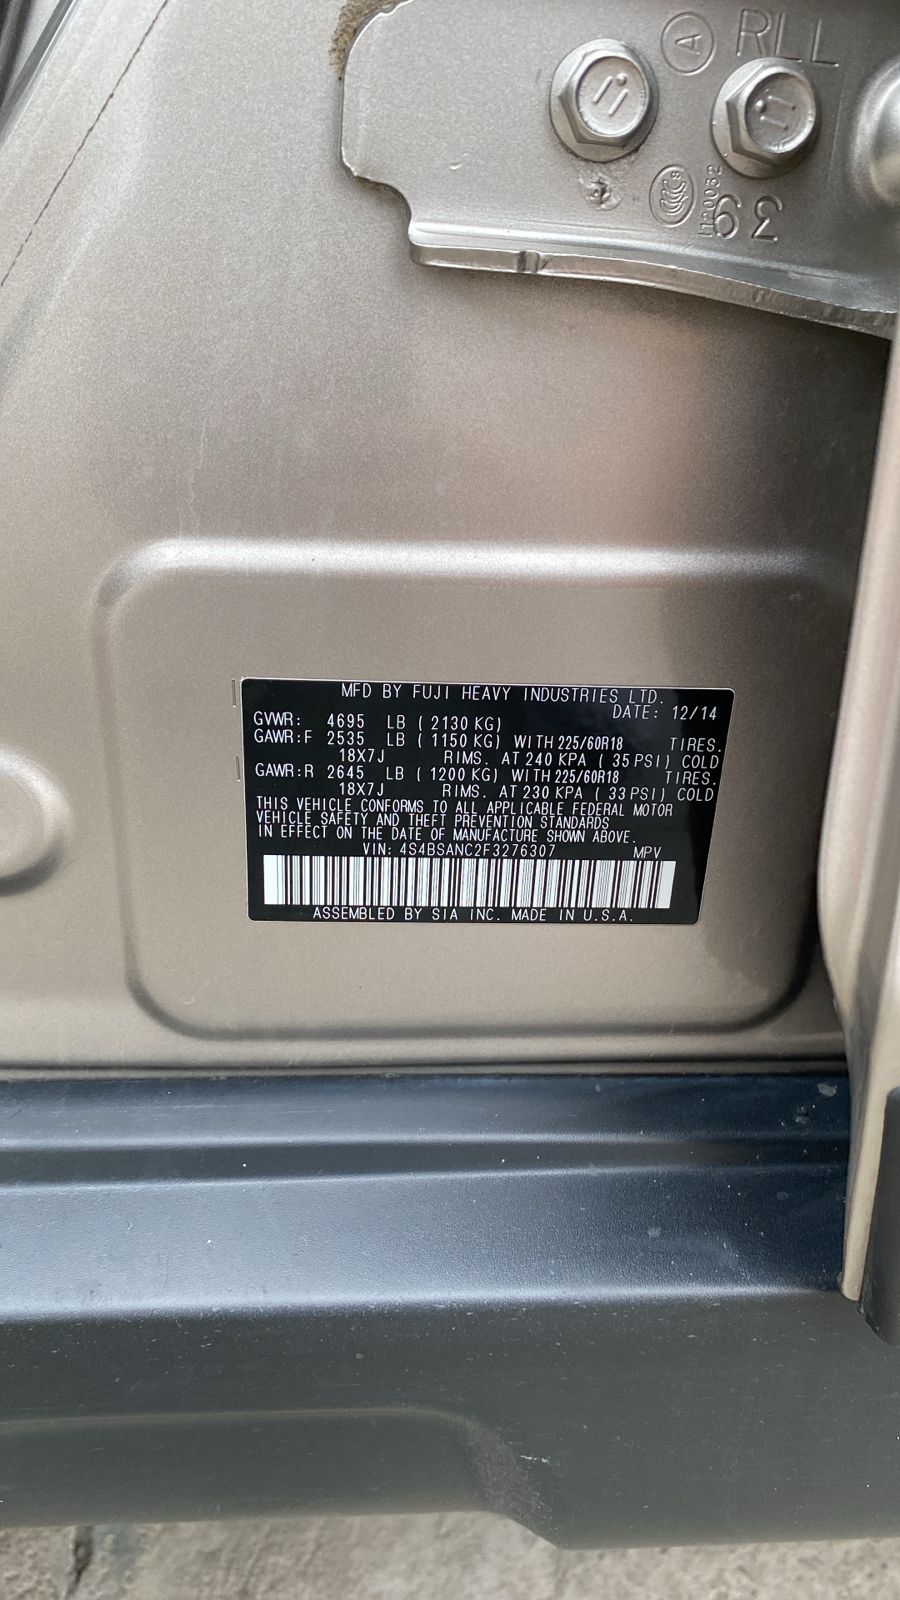 A RLL
39
MFD BY FUJI HEAVY INDUSTRIES LTD.
DATE: 12/14
GVWR: 4695 LB ( 2130 KG)
GAWR:F 2535 LB ( 1150 KG) WITH 225/60R18 TIRES.
18X7J RIMS. AT 240 KPA ( 35 PSI) COLD
GAWR:R 2645 LB ( 1200 KG) WITH 225/60R18 TIRES.
18X7J RIMS. AT 230 KPA ( 33 PSI) COLD
THIS VEHICLE CONFORMS TO ALL APPLICABLE FEDERAL MOTOR
VEHICLE SAFETY AND THEFT PREVENTION STANDARDS
IN EFFECT ON THE DATE OF MANUFACTURE SHOWN ABOVE.
VIN: 4S4BSANC2F3276307 MPV
ASSEMBLED BY SIA INC. MADE IN U.S.A.